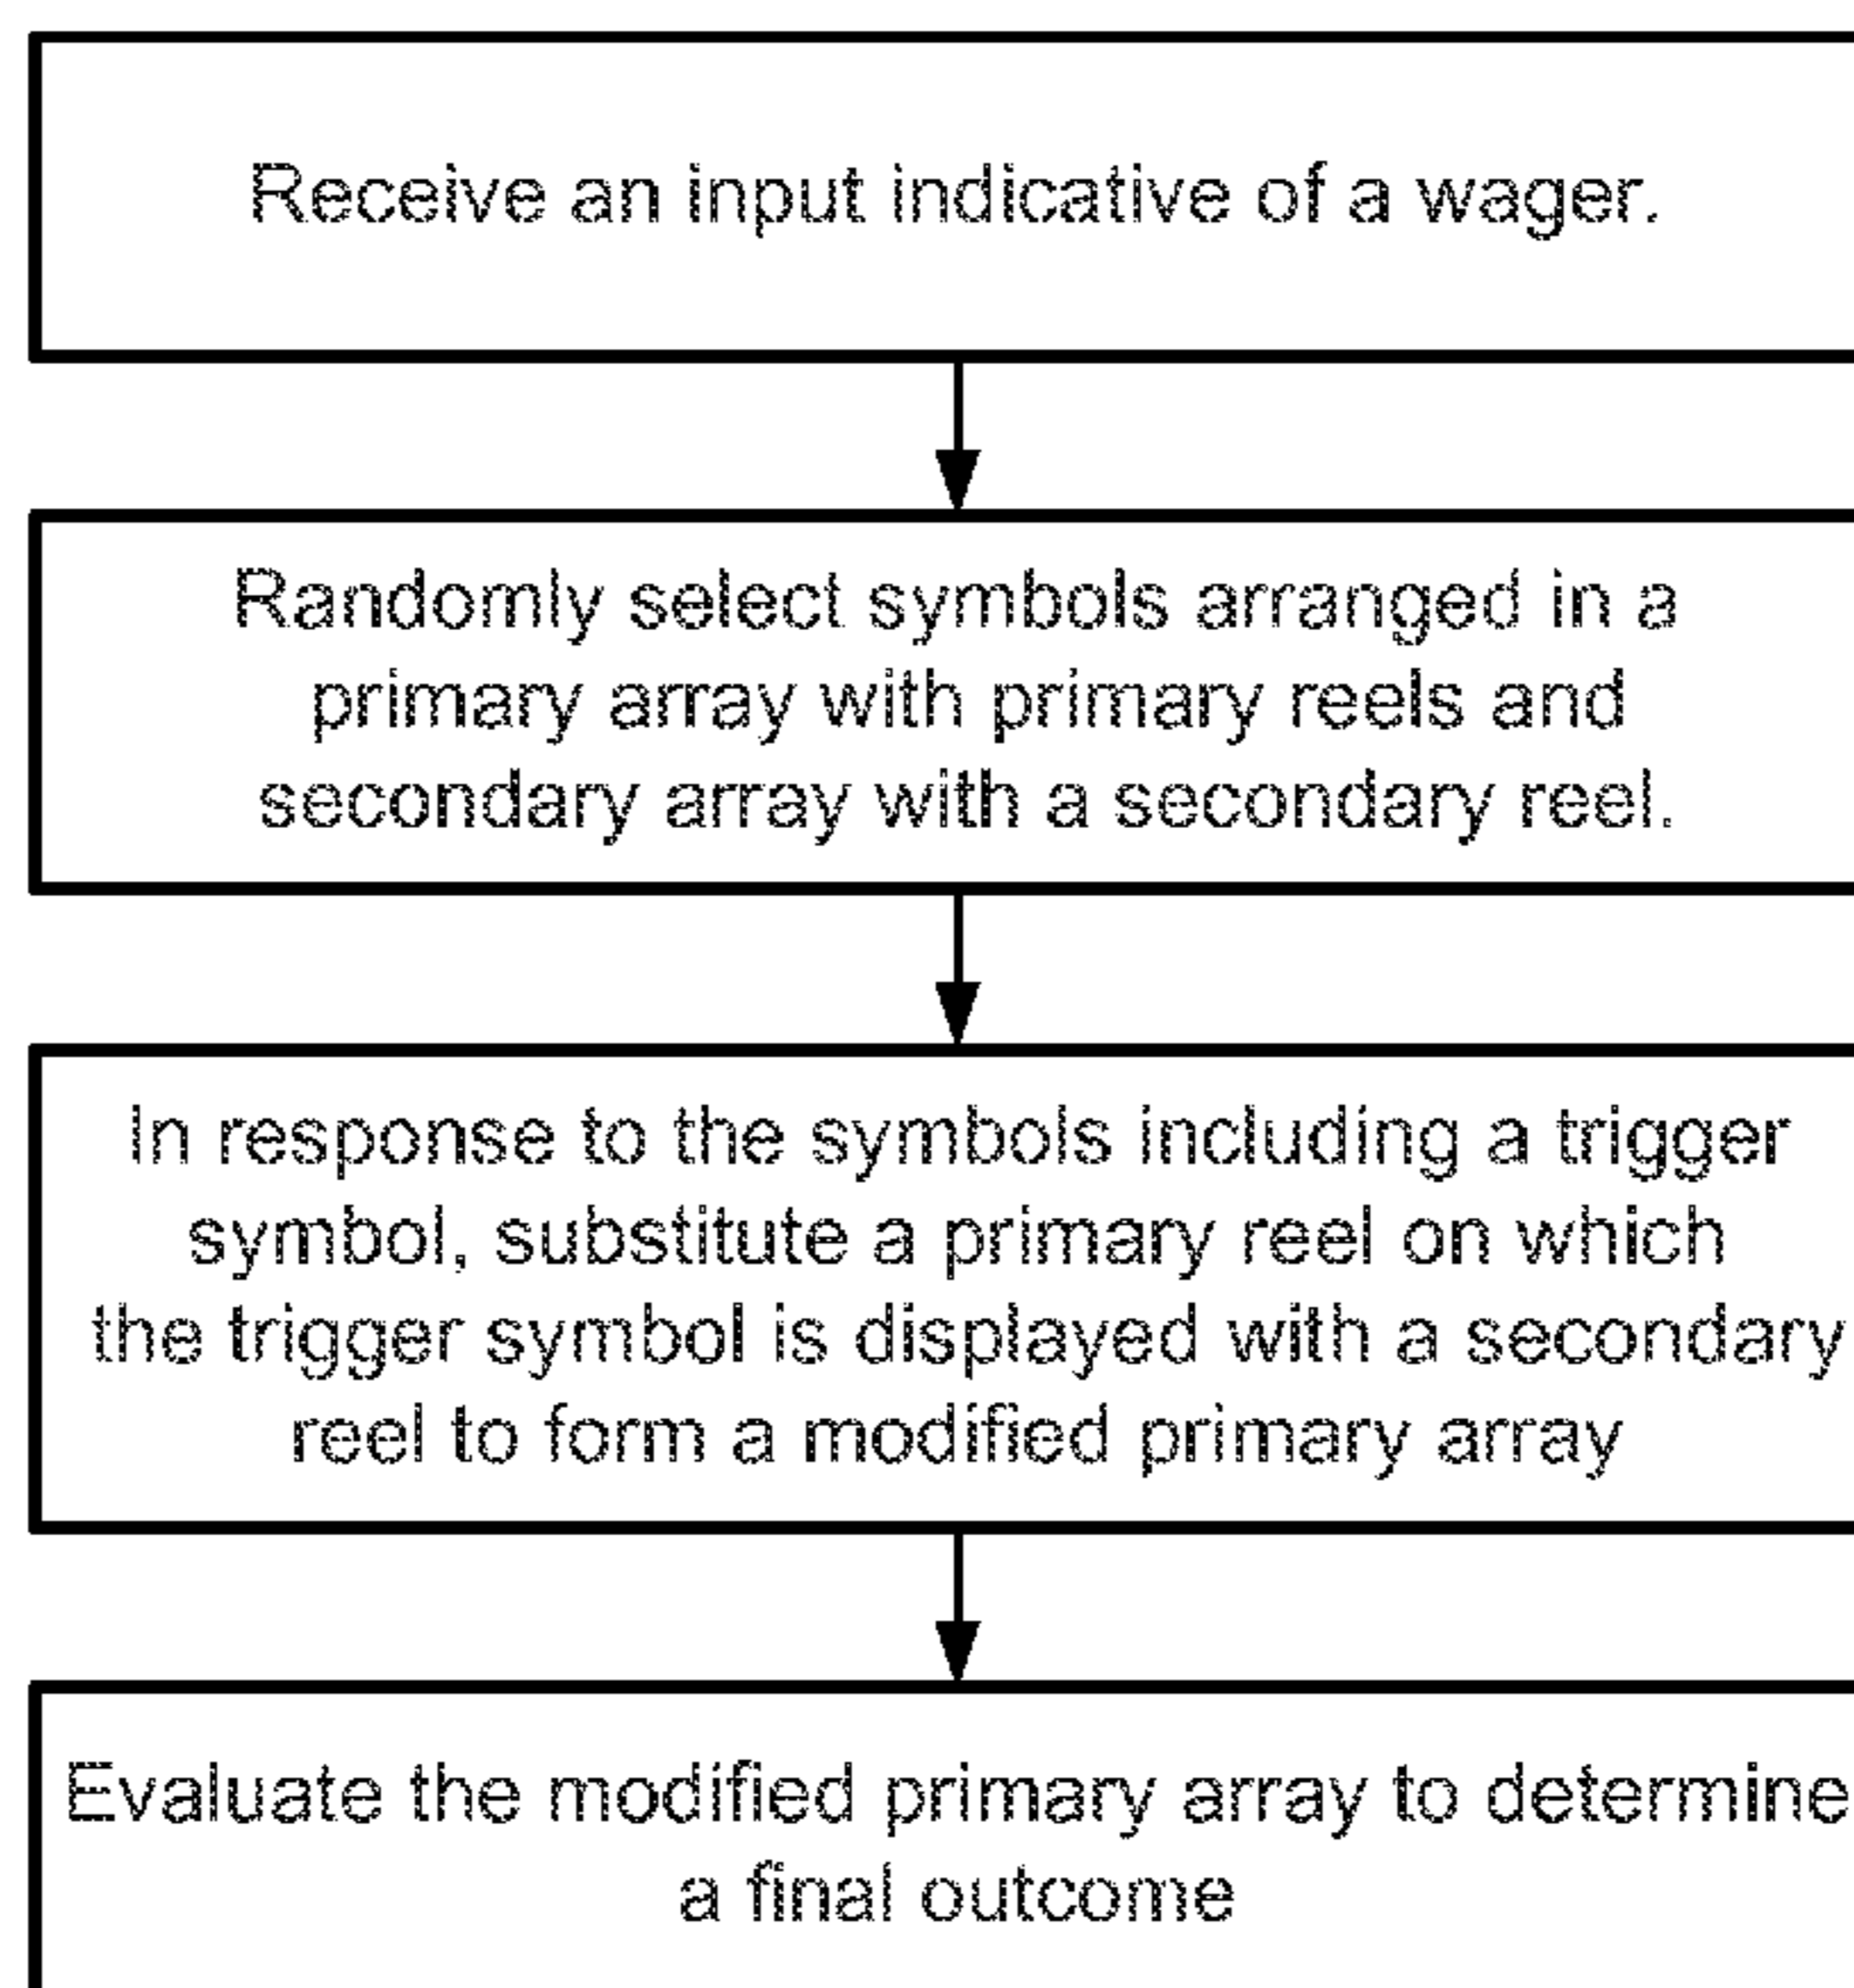 Receive an input indicative of a wager.
Randomly select symbols arranged in a
primary array with primary reels and
secondary array with a secondary reel.
In response to the symbols including a trigger
symbol, substitute a primary reel on which
the trigger symbol is displayed with a secondary
reel to form a modified primary array
Evaluate the modified primary array to determine
a final outcome